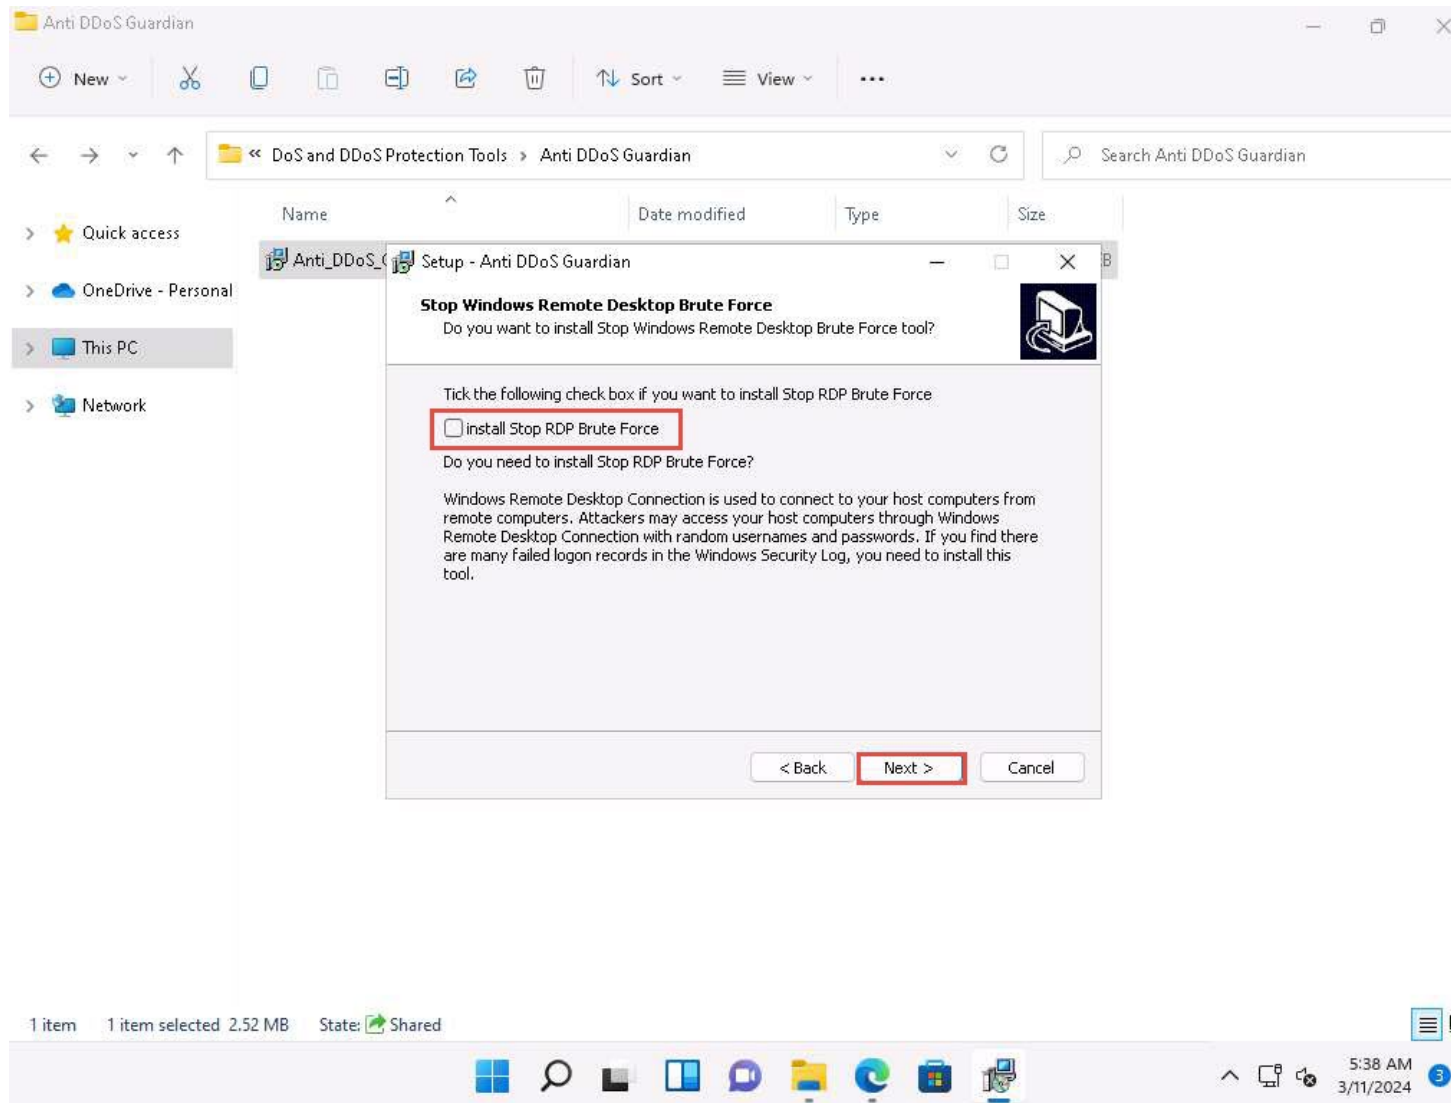 Anti DDoS Guardian
New
Sort
View
« DoS and DDoS Protection Tools > Anti DDoS Guardian
Search Anti DDoS Guardian
Name Date modified Type Size
Quick access
OneDrive - Personal
This PC
Network
Anti_DDoS_
Setup - Anti DDoS Guardian
Stop Windows Remote Desktop Brute Force
Do you want to install Stop Windows Remote Desktop Brute Force tool?
Tick the following check box if you want to install Stop RDP Brute Force
install Stop RDP Brute Force
Do you need to install Stop RDP Brute Force?
Windows Remote Desktop Connection is used to connect to your host computers from
remote computers. Attackers may access your host computers through Windows
Remote Desktop Connection with random usernames and passwords. If you find there
are many failed logon records in the Windows Security Log, you need to install this
tool.
< Back Next > Cancel
1 item 1 item selected 2.52 MB State: Shared
5:38 AM
3/11/2024
3